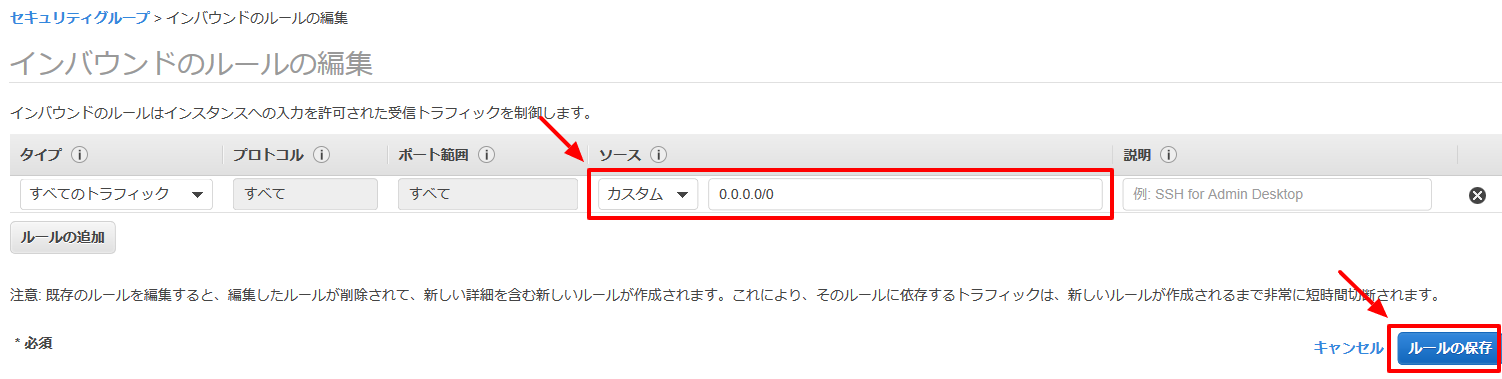 セキュリティグループ > インバウンドのルールの編集
インバウンドのルールの編集
インバウンドのルールはインスタンスへの入力を許可された受信トラフィックを制御します。
タイプ i プロトコル i ポート範囲 i ソース i 説明 i
すべてのトラフィック すべて すべて カスタム 0.0.0.0/0 例: SSH for Admin Desktop
ルールの追加
注意: 既存のルールを編集すると、編集したルールが削除されて、新しい詳細を含む新しいルールが作成されます。これにより、そのルールに依存するトラフィックは、新しいルールが作成されるまで非常に短時間切断されます。
* 必須 キャンセル ルールの保存